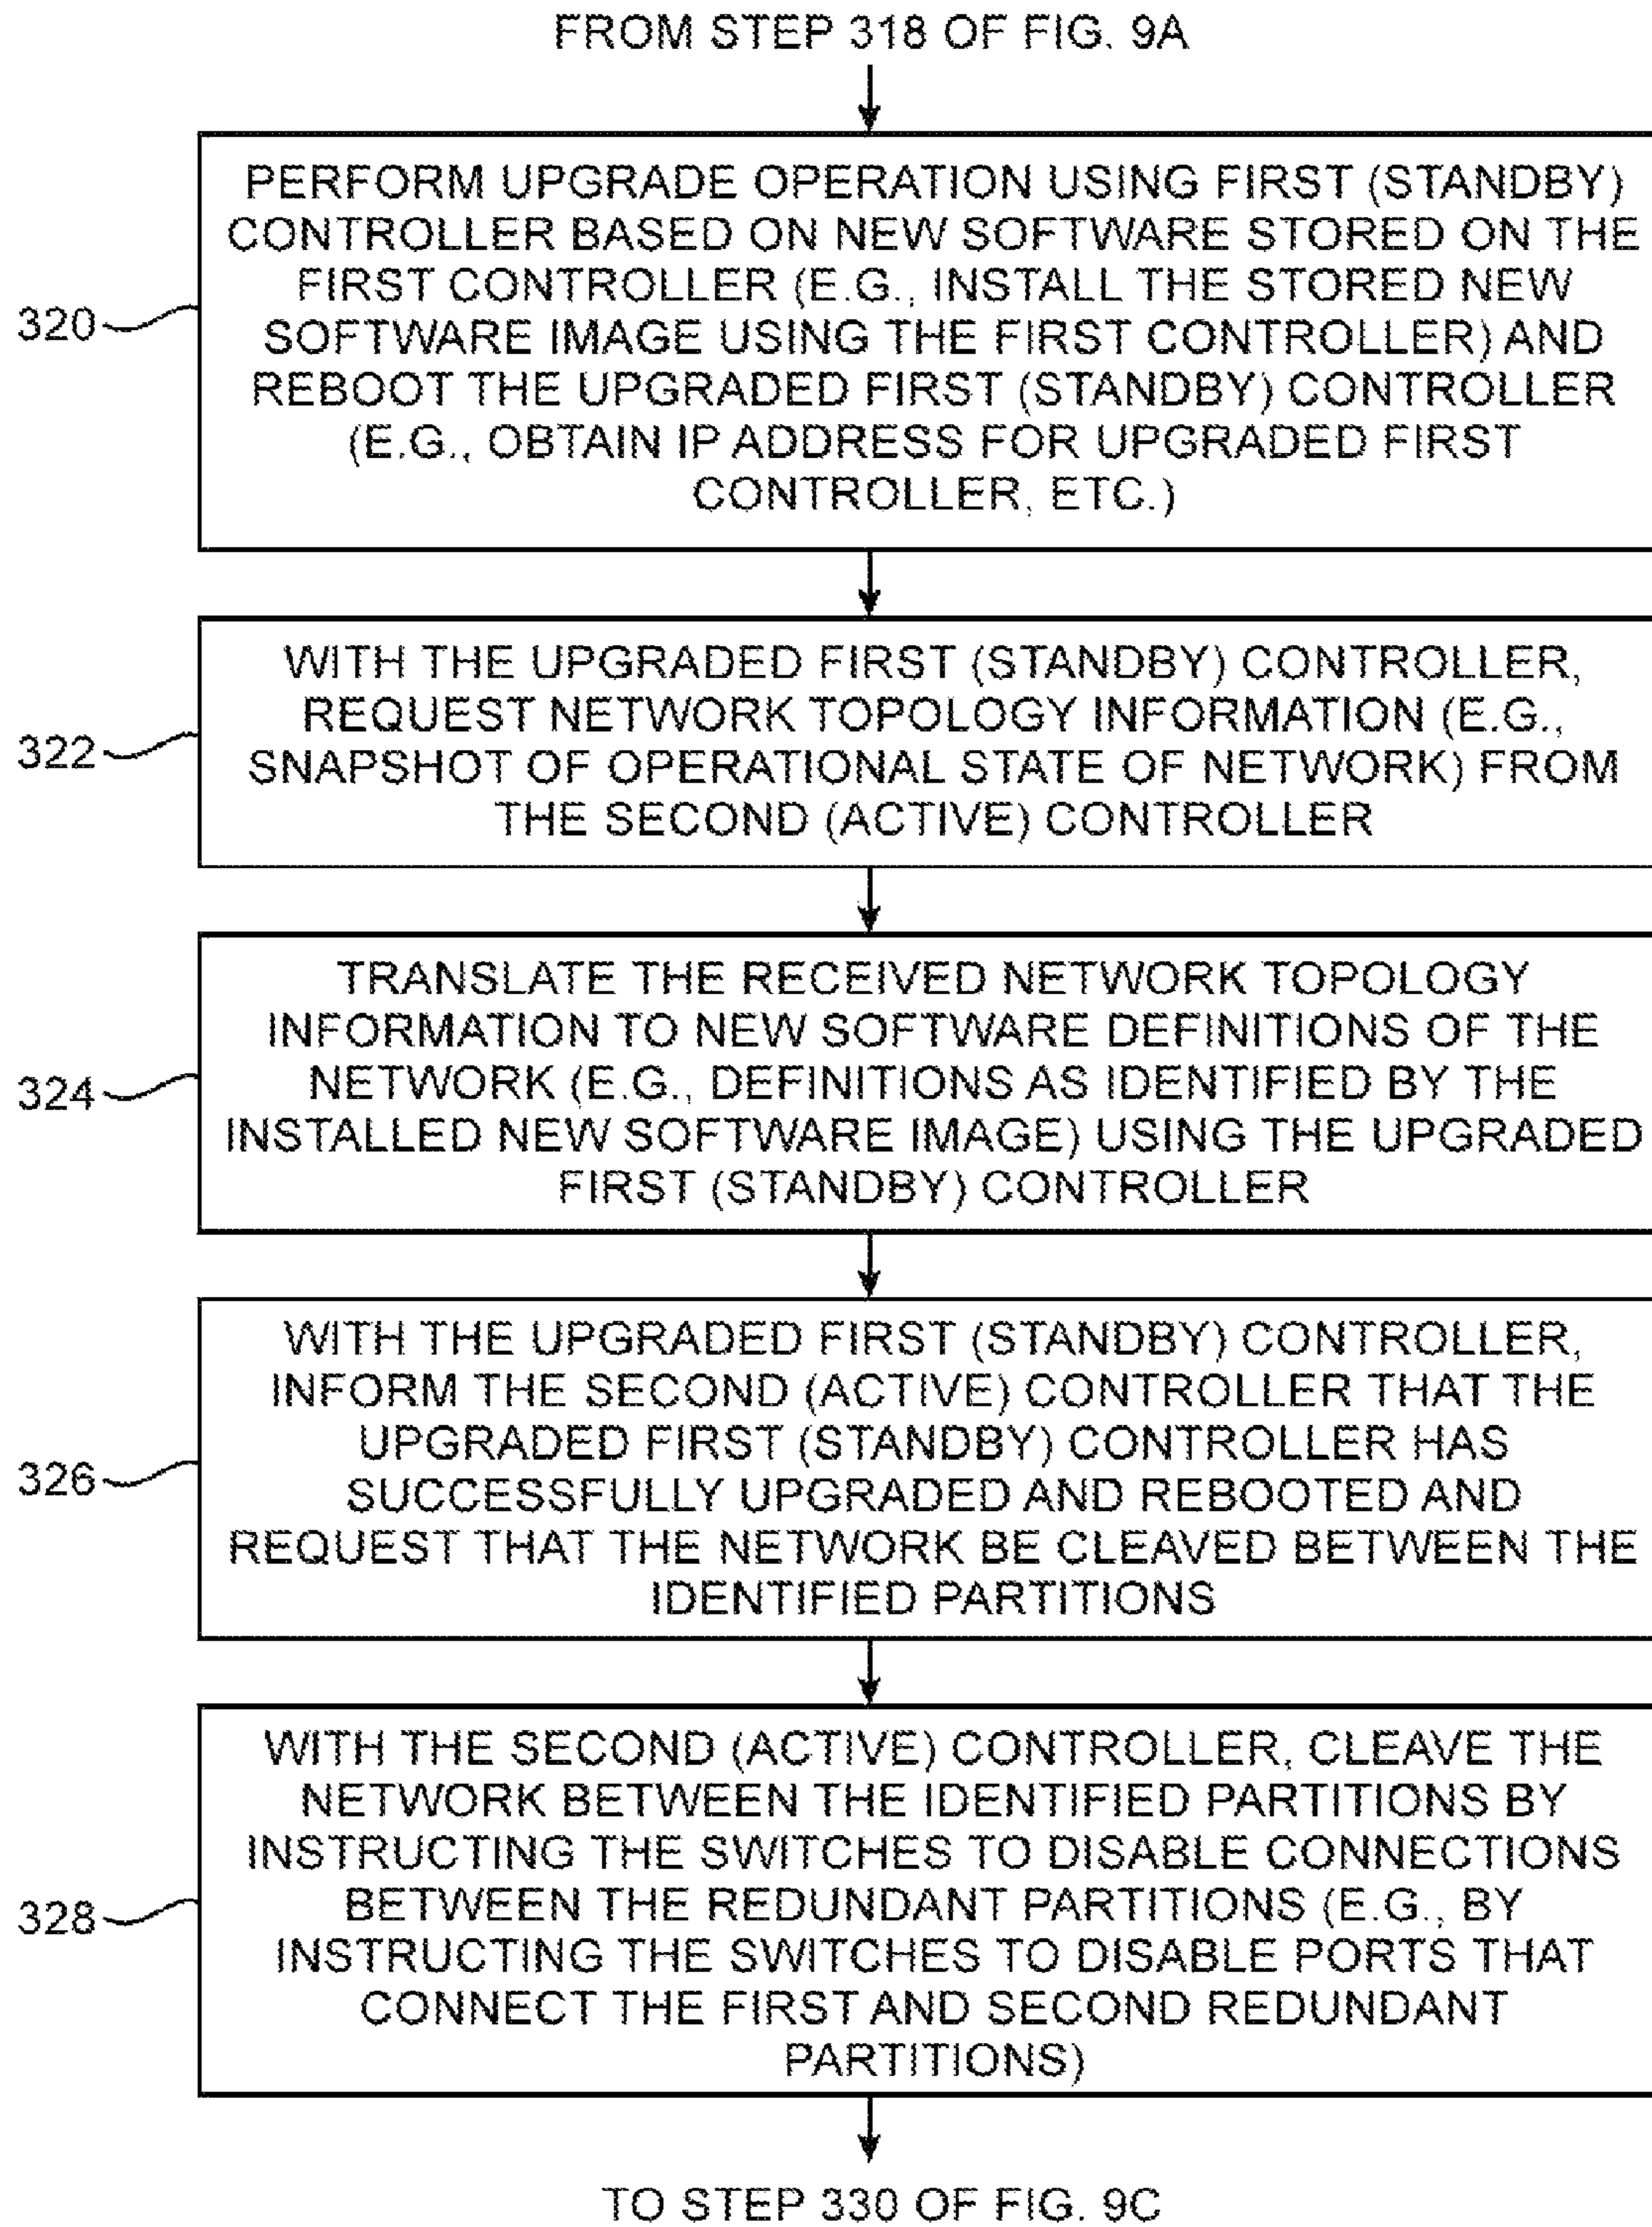 FROM STEP 318 OF FIG. 9A
320
PERFORM UPGRADE OPERATION USING FIRST (STANDBY)
CONTROLLER BASED ON NEW SOFTWARE STORED ON THE
FIRST CONTROLLER (E.G., INSTALL THE STORED NEW
SOFTWARE IMAGE USING THE FIRST CONTROLLER) AND
REBOOT THE UPGRADED FIRST (STANDBY) CONTROLLER
(E.G., OBTAIN IP ADDRESS FOR UPGRADED FIRST
CONTROLLER, ETC.)
322
WITH THE UPGRADED FIRST (STANDBY) CONTROLLER,
REQUEST NETWORK TOPOLOGY INFORMATION (E.G.,
SNAPSHOT OF OPERATIONAL STATE OF NETWORK) FROM
THE SECOND (ACTIVE) CONTROLLER
324
TRANSLATE THE RECEIVED NETWORK TOPOLOGY
INFORMATION TO NEW SOFTWARE DEFINITIONS OF THE
NETWORK (E.G., DEFINITIONS AS IDENTIFIED BY THE
INSTALLED NEW SOFTWARE IMAGE) USING THE UPGRADED
FIRST (STANDBY) CONTROLLER
326
WITH THE UPGRADED FIRST (STANDBY) CONTROLLER,
INFORM THE SECOND (ACTIVE) CONTROLLER THAT THE
UPGRADED FIRST (STANDBY) CONTROLLER HAS
SUCCESSFULLY UPGRADED AND REBOOTED AND
REQUEST THAT THE NETWORK BE CLEAVED BETWEEN THE
IDENTIFIED PARTITIONS
328
WITH THE SECOND (ACTIVE) CONTROLLER, CLEAVE THE
NETWORK BETWEEN THE IDENTIFIED PARTITIONS BY
INSTRUCTING THE SWITCHES TO DISABLE CONNECTIONS
BETWEEN THE REDUNDANT PARTITIONS (E.G., BY
INSTRUCTING THE SWITCHES TO DISABLE PORTS THAT
CONNECT THE FIRST AND SECOND REDUNDANT
PARTITIONS)
TO STEP 330 OF FIG. 9C